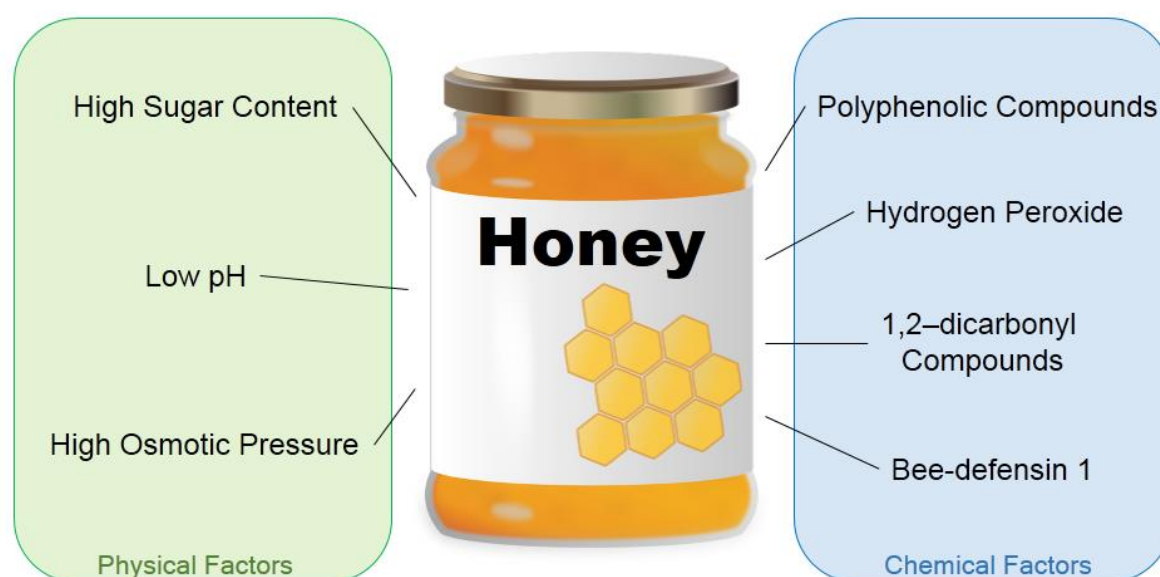 High Sugar Content
Low pH
High Osmotic Pressure
Physical Factors
Honey
Polyphenolic Compounds
Hydrogen Peroxide
1,2–dicarbonyl
Compounds
Bee-defensin 1
Chemical Factors